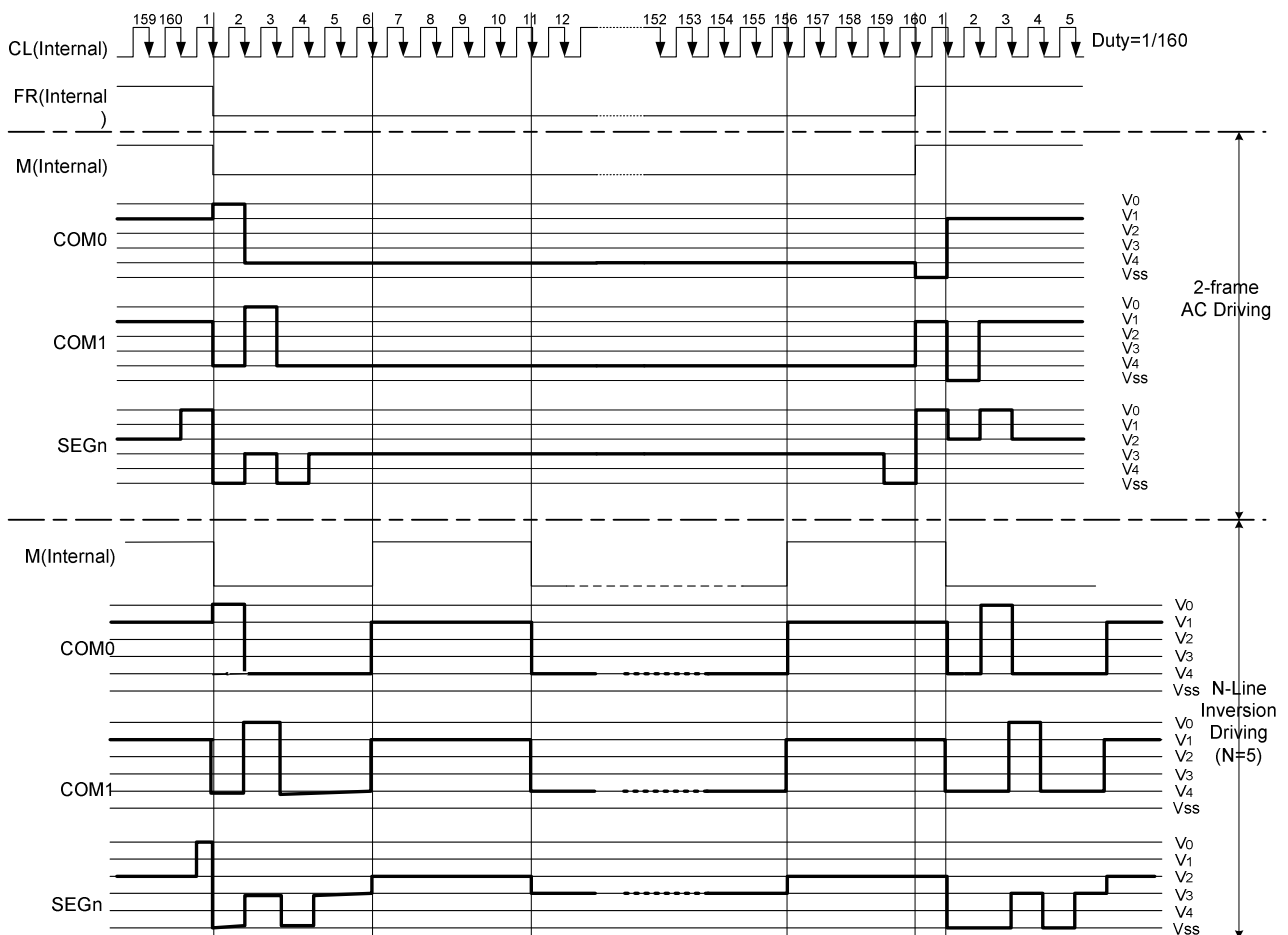 159 160 1 2 3 4 5 6 7 8 9 10 11 12 152 153 154 155 156 157 158 159 160 1 2 3 4 5
CL(Internal)
Duty=1/160
FR(Internal
)
M(Internal)
COM0
V0
V1
V2
V3
V4
Vss
COM1
V0
V1
V2
V3
V4
Vss
2-frame
AC Driving
SEGn
V0
V1
V2
V3
V4
Vss
M(Internal)
COM0
V0
V1
V2
V3
V4
Vss
COM1
V0
V1
V2
V3
V4
Vss
N-Line
Inversion
Driving
(N=5)
SEGn
V0
V1
V2
V3
V4
Vss